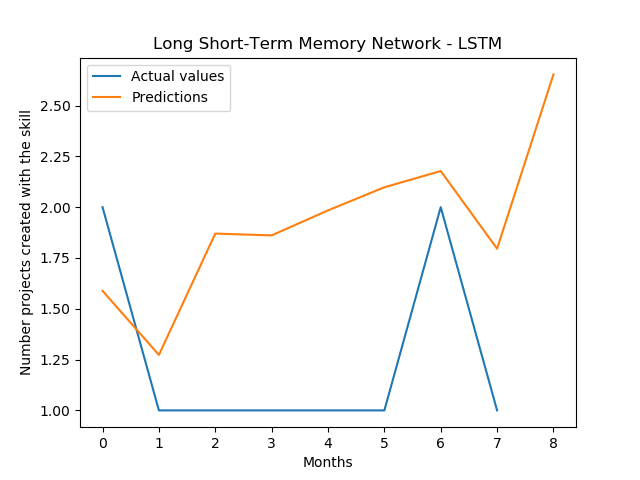 Long Short-Term Memory Network - LSTM
Actual values
Predictions
Number projects created with the skill
2.50
2.25
2.00
1.75
1.50
1.25
1.00
0 1 2 3 4 5 6 7 8
Months